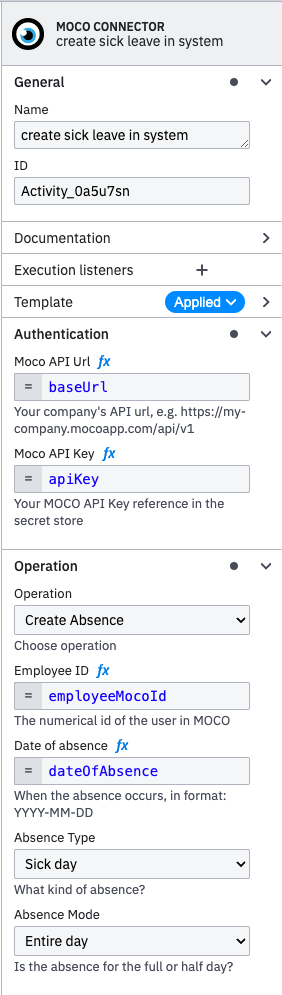 MOCO CONNECTOR
create sick leave in system
General
Name
create sick leave in system
ID
Activity_0a5u7sn
Documentation
Execution listeners
Template
Applied
Authentication
Moco API Url fx
= baseUrl
Your company's API url, e.g. https://my-
company.mocoapp.com/api/v1
Moco API Key fx
= apiKey
Your MOCO API Key reference in the
secret store
Operation
Operation
Create Absence
Choose operation
Employee ID fx
= employeeMocoId
The numerical id of the user in MOCO
Date of absence fx
= dateOfAbsence
When the absence occurs, in format:
YYYY-MM-DD
Absence Type
Sick day
What kind of absence?
Absence Mode
Entire day
Is the absence for the full or half day?